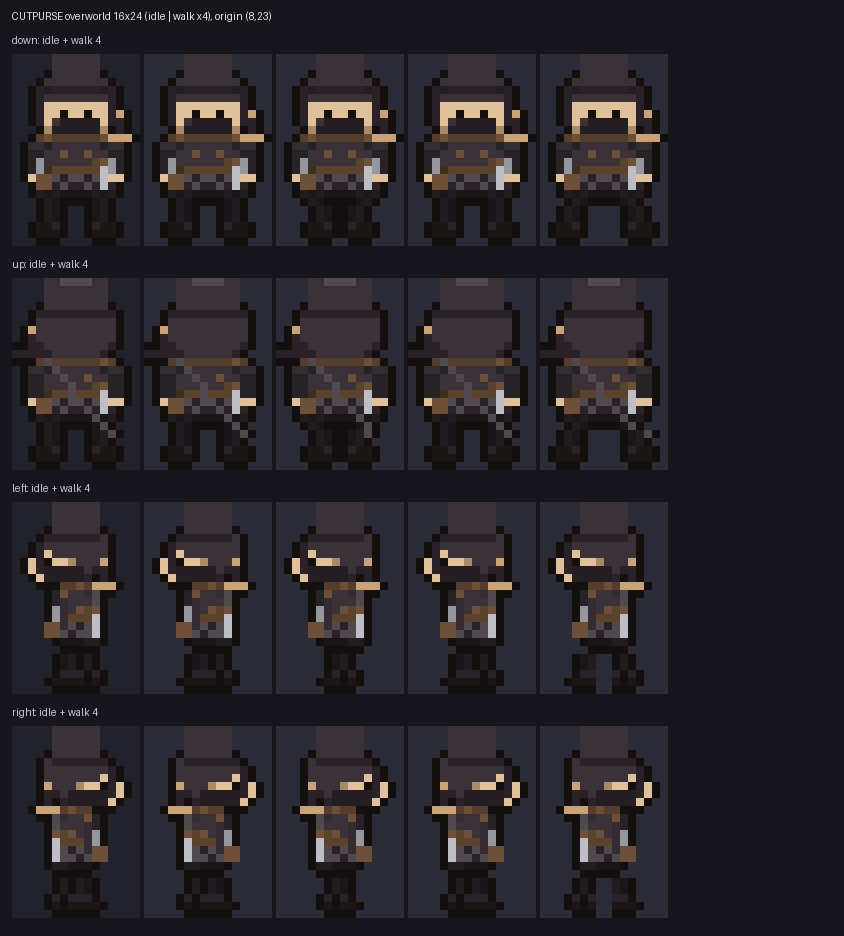 CUTPURSE overworld 16x24 (idle | walk x4), origin (8,23)
down: idle + walk 4
up: idle + walk 4
left: idle + walk 4
right: idle + walk 4